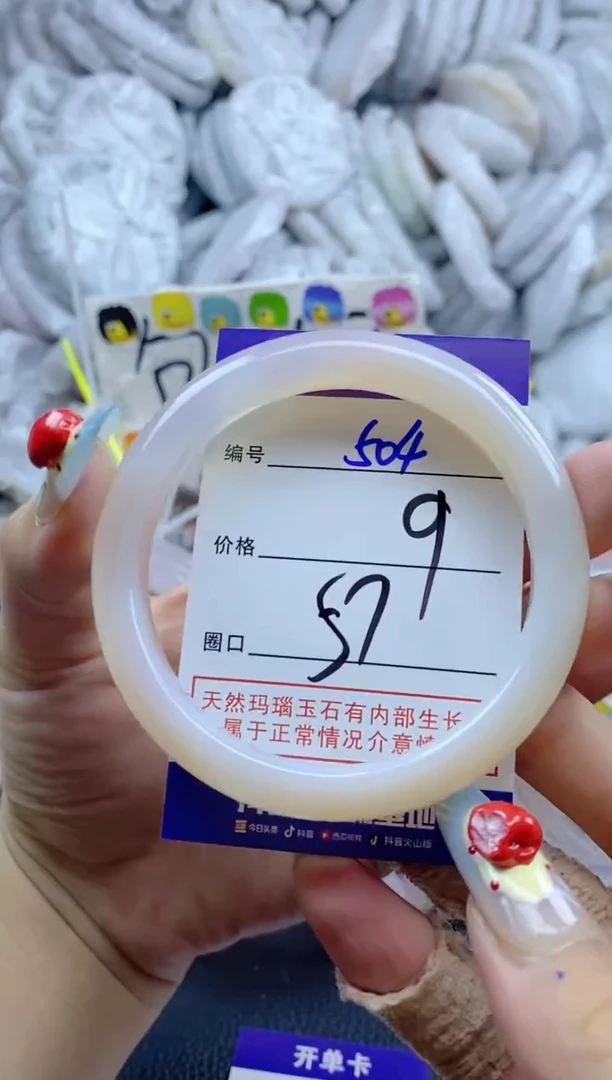 编号 504
价格 9
圈口 57
天然玛瑙玉石有内部生长
属于正常情况介意慎
今日头条 抖音 西瓜视频 抖音火山版
开单卡